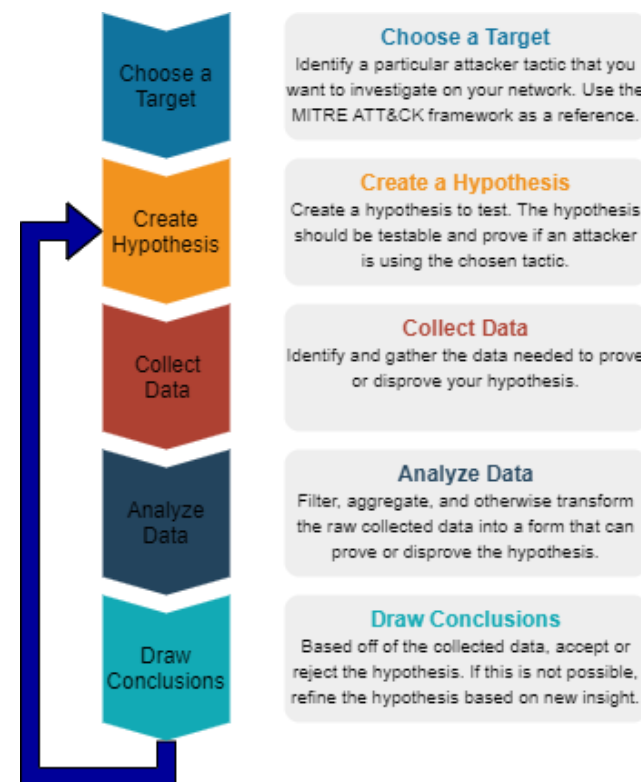 Choose a
Target
Choose a Target
Identify a particular attacker tactic that you
want to investigate on your network. Use the
MITRE ATT&CK framework as a reference.
Create
Hypothesis
Create a Hypothesis
Create a hypothesis to test. The hypothesis
should be testable and prove if an attacker
is using the chosen tactic.
Collect
Data
Collect Data
Identify and gather the data needed to prove
or disprove your hypothesis.
Analyze
Data
Analyze Data
Filter, aggregate, and otherwise transform
the raw collected data into a form that can
prove or disprove the hypothesis.
Draw
Conclusions
Draw Conclusions
Based off of the collected data, accept or
reject the hypothesis. If this is not possible,
refine the hypothesis based on new insight.